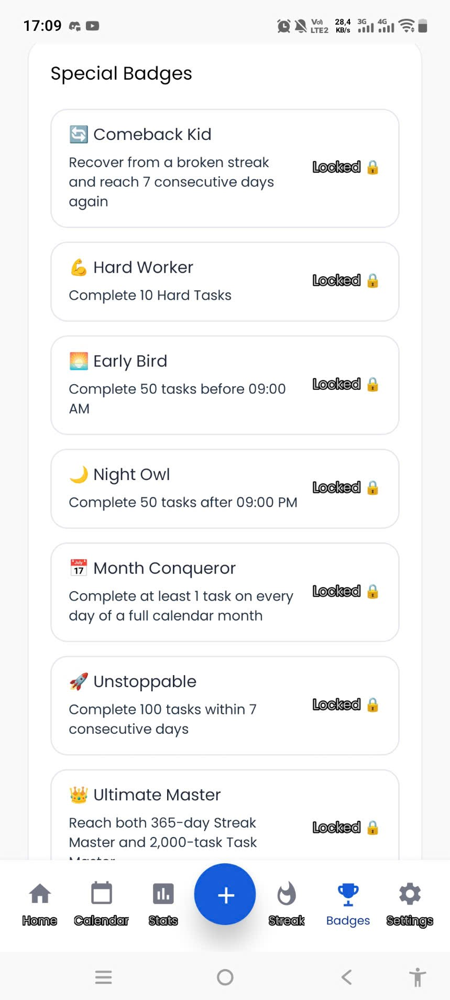 17:09
Vo))
LTE2
28,4
KB/s
3G
4G
Special Badges
Comeback Kid
Recover from a broken streak
and reach 7 consecutive days
again
Locked
Hard Worker
Complete 10 Hard Tasks
Locked
Early Bird
Complete 50 tasks before 09:00
AM
Locked
Night Owl
Complete 50 tasks after 09:00 PM
Locked
July
17
Month Conqueror
Complete at least 1 task on every
day of a full calendar month
Locked
Unstoppable
Complete 100 tasks within 7
consecutive days
Locked
Ultimate Master
Reach both 365-day Streak
Master and 2,000-task Task
Locked
Home
Calendar
Stats
+
Streak
Badges
Settings